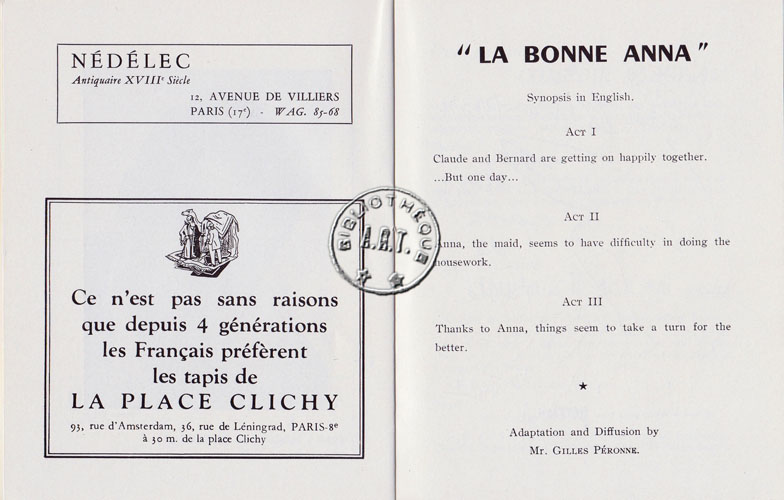 NÉDÉLEC
Antiquaire XVIIIe Siècle
12, AVENUE DE VILLIERS
PARIS (17e) - WAG. 85-68
Ce n'est pas sans raisons
que depuis 4 générations
les Français préfèrent
les tapis de
LA PLACE CLICHY
93, rue d'Amsterdam, 36, rue de Léningrad, PARIS-8e
à 30 m. de la place Clichy
BIBLIOTHÈQUE
A.R.T.
"LA BONNE ANNA"
Synopsis in English.
ACT I
Claude and Bernard are getting on happily together.
...But one day...
ACT II
Anna, the maid, seems to have difficulty in doing the
housework.
ACT III
Thanks to Anna, things seem to take a turn for the
better.
Adaptation and Diffusion by
Mr. GILLES PÉRONNE.